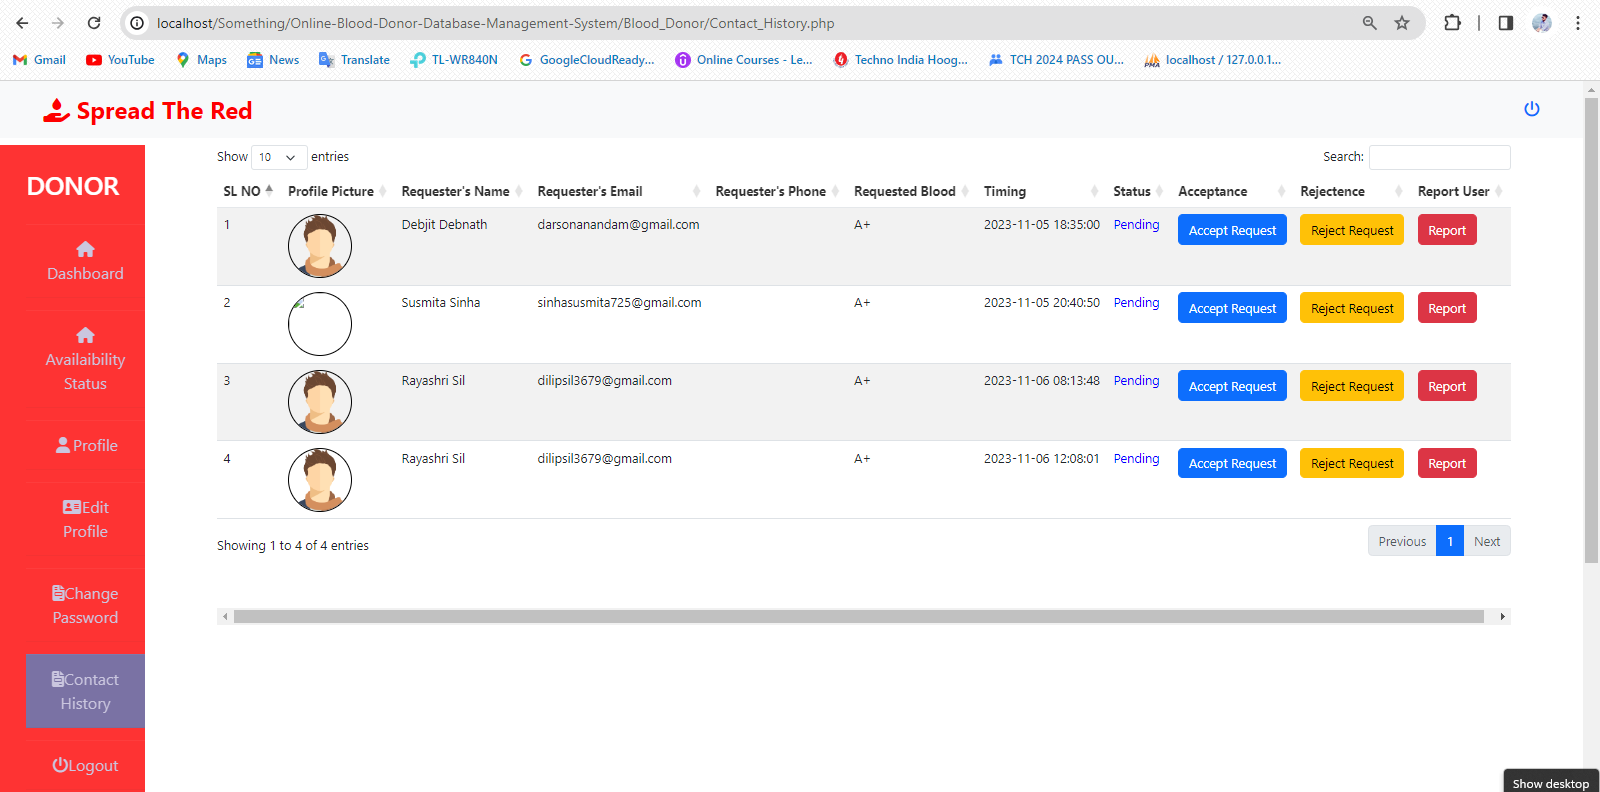 localhost/Something/Online-Blood-Donor-Database-Management-System/Blood_Donor/Contact_History.php
Gmail YouTube Maps News Translate TL-WR840N GoogleCloudReady... Online Courses - Le... Techno India Hoog... TCH 2024 PASS OU... localhost / 127.0.0.1...
Spread The Red
DONOR
Dashboard
Availaibility
Status
Profile
Edit
Profile
Change
Password
Contact
History
Logout
Show 10 entries
Search:
SL NO Profile Picture Requester's Name Requester's Email Requester's Phone Requested Blood Timing Status Acceptance Rejectence Report User
1 Debjit Debnath darsonanandam@gmail.com A+ 2023-11-05 18:35:00 Pending Accept Request Reject Request Report
2 Susmita Sinha sinhasusmita725@gmail.com A+ 2023-11-05 20:40:50 Pending Accept Request Reject Request Report
3 Rayashri Sil dilipsil3679@gmail.com A+ 2023-11-06 08:13:48 Pending Accept Request Reject Request Report
4 Rayashri Sil dilipsil3679@gmail.com A+ 2023-11-06 12:08:01 Pending Accept Request Reject Request Report
Showing 1 to 4 of 4 entries
Previous 1 Next
Show desktop